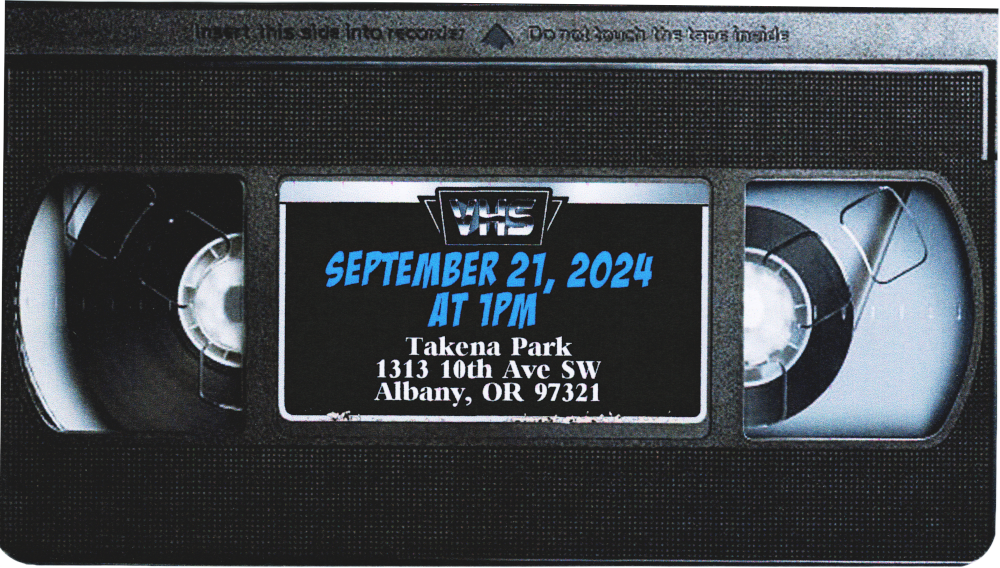 Insert this side into recorder Do not touch the tape inside
VHS
SEPTEMBER 21, 2024
AT 1PM
Takena Park
1313 10th Ave SW
Albany, OR 97321